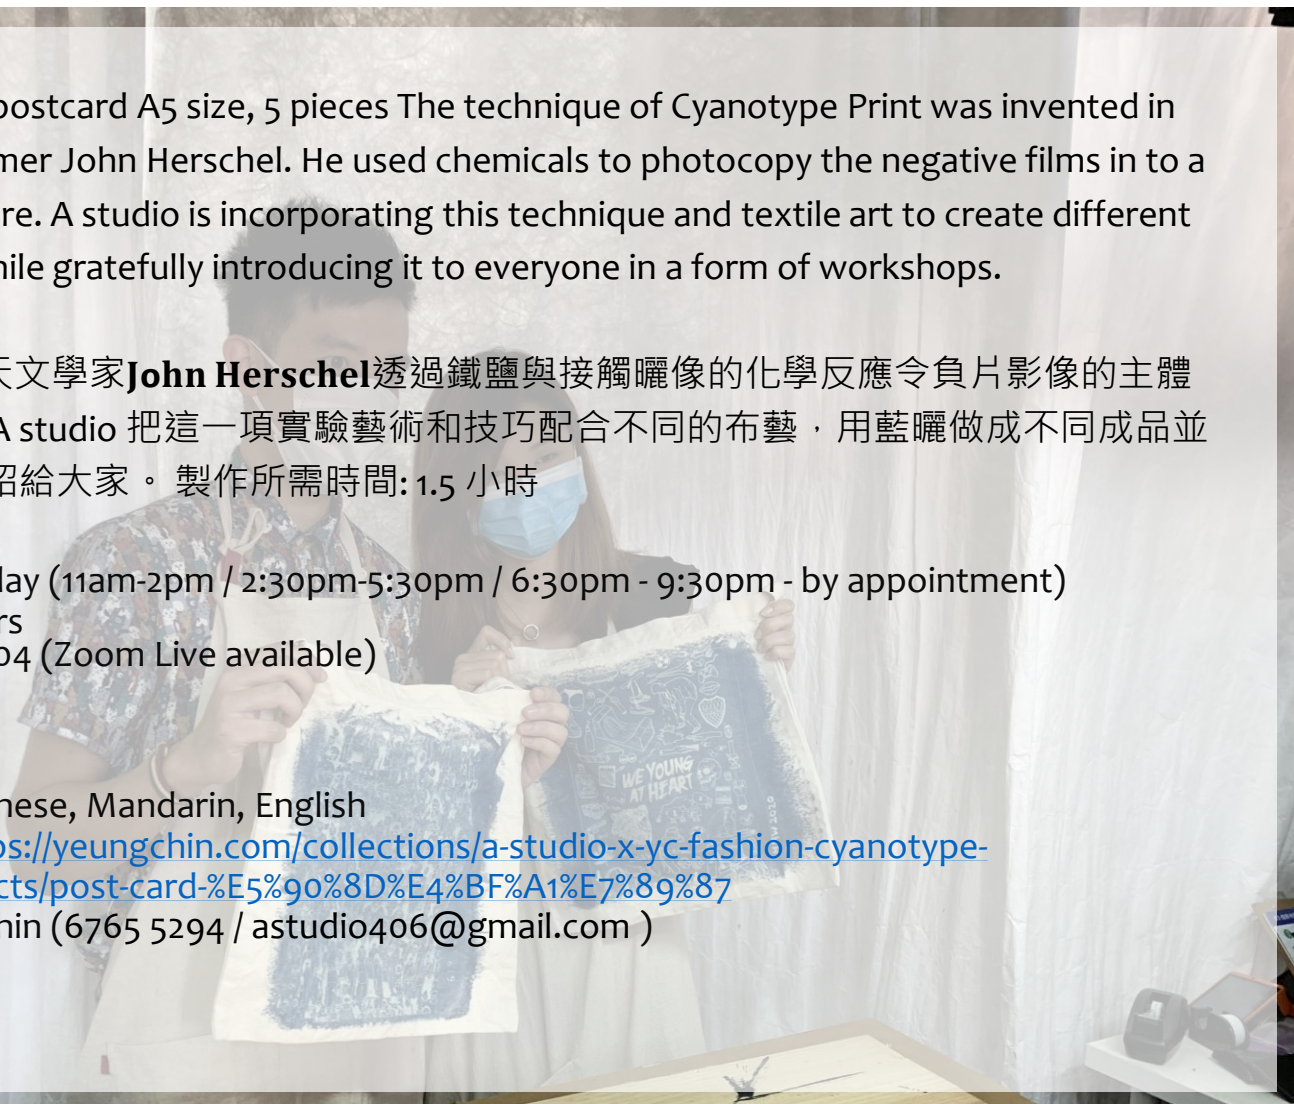 postcard A5 size, 5 pieces The technique of Cyanotype Print was invented in
mer John Herschel. He used chemicals to photocopy the negative films in to a
re. A studio is incorporating this technique and textile art to create different
hile gratefully introducing it to everyone in a form of workshops.
天文學家John Herschel透過鐵鹽與接觸曬像的化學反應令負片影像的主體
A studio 把這一項實驗藝術和技巧配合不同的布藝，用藍曬做成不同成品並
紹給大家。 製作所需時間: 1.5 小時
day (11am-2pm / 2:30pm-5:30pm / 6:30pm - 9:30pm - by appointment)
rs
04 (Zoom Live available)
WE YOUNG
AT HEART
nese, Mandarin, English
ps://yeungchin.com/collections/a-studio-x-yc-fashion-cyanotype-
cts/post-card-%E5%90%8D%E4%BF%A1%E7%89%87
hin (6765 5294 / astudio406@gmail.com )